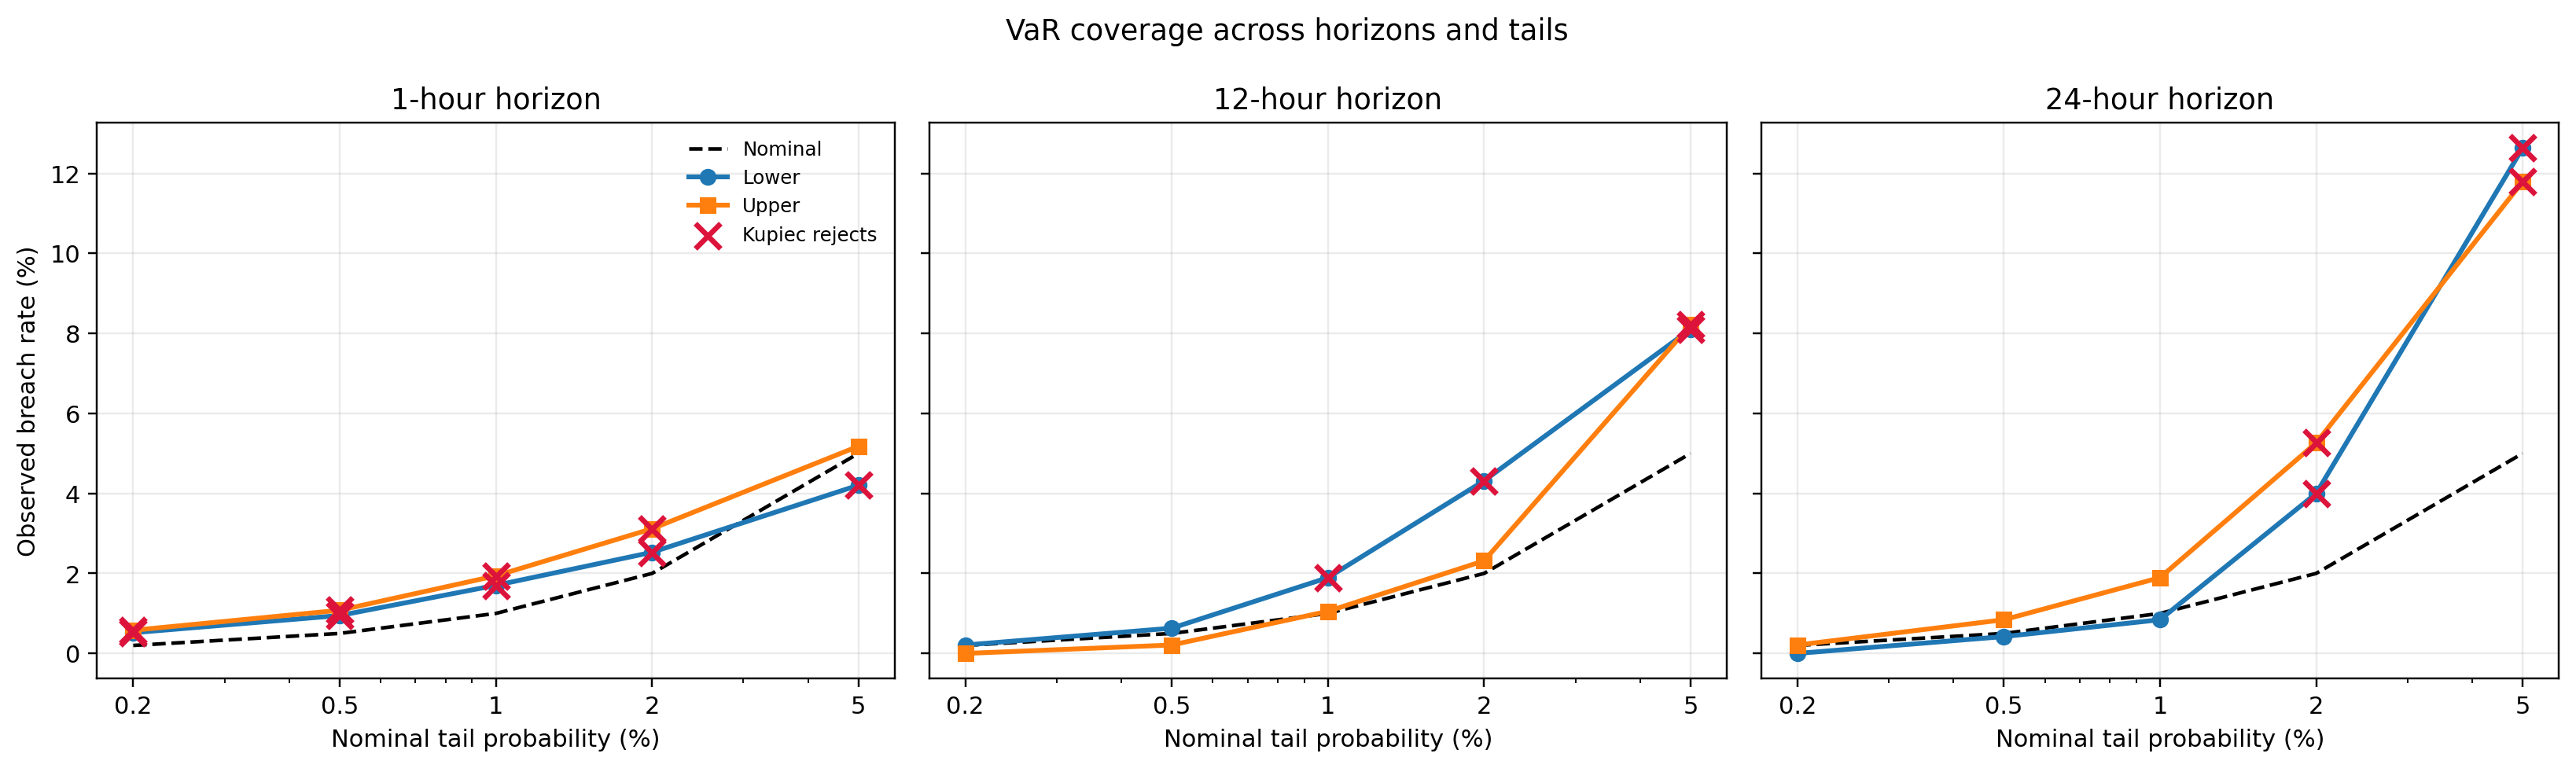 VaR coverage across horizons and tails
1-hour horizon
12-hour horizon
24-hour horizon
Observed breach rate (%)
12
10
8
6
4
2
0
Nominal
Lower
Upper
Kupiec rejects
0.2 0.5 1 2 5
0.2 0.5 1 2 5
0.2 0.5 1 2 5
Nominal tail probability (%)
Nominal tail probability (%)
Nominal tail probability (%)